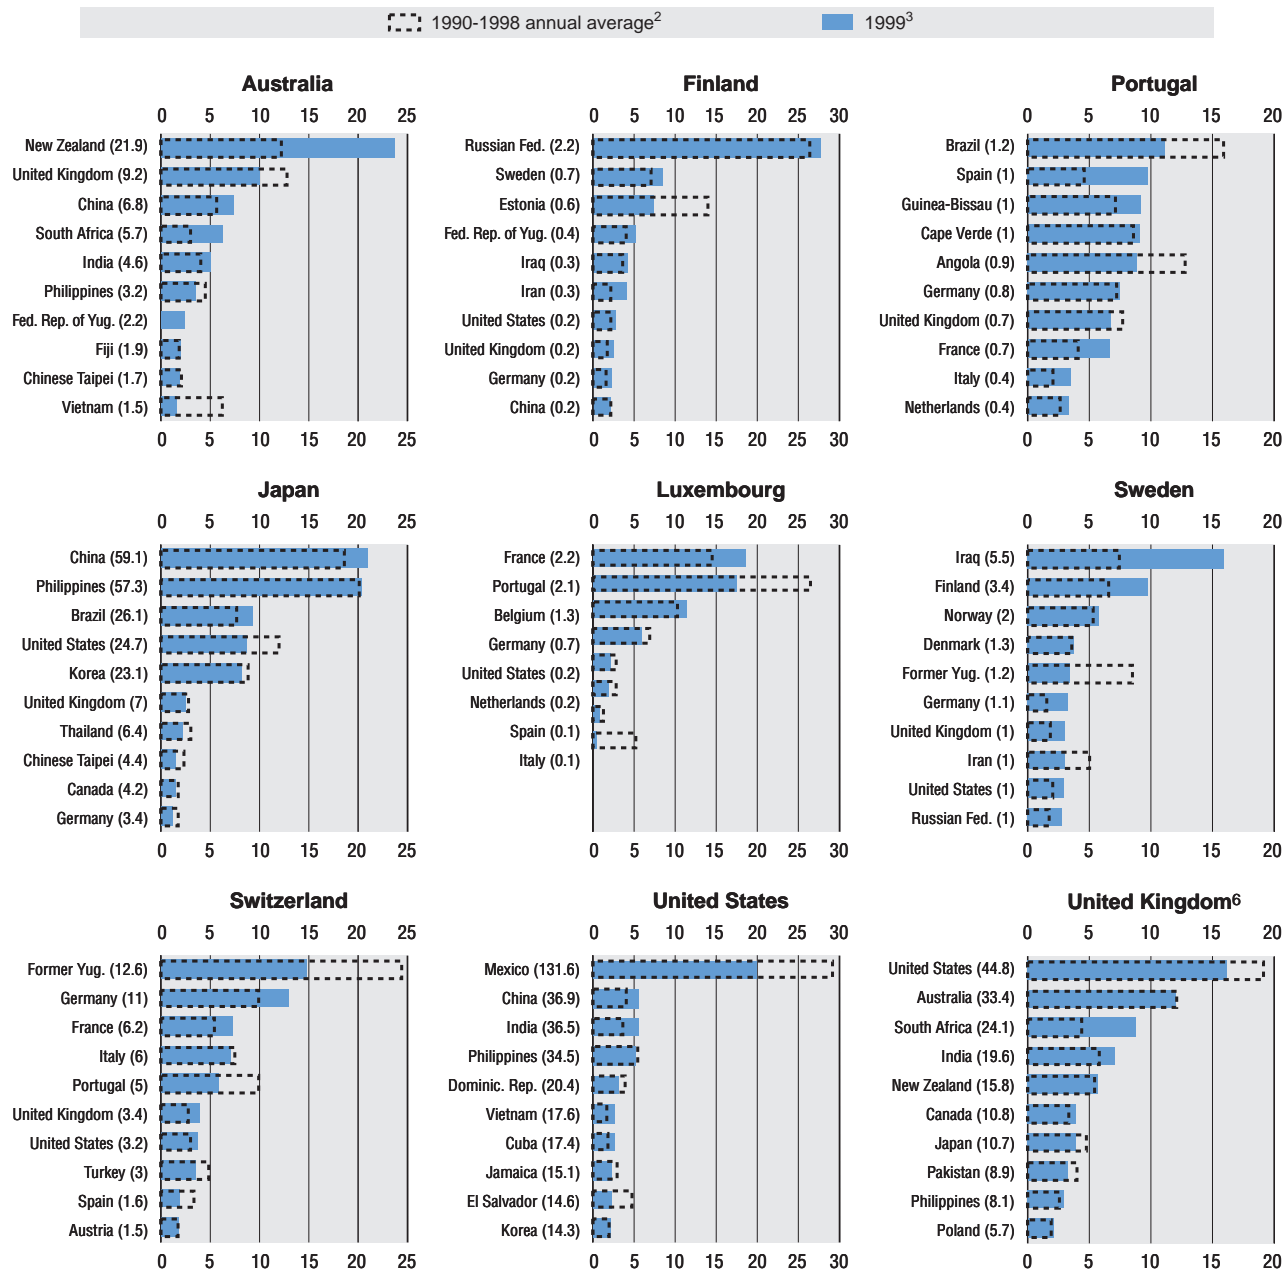 1990-1998 annual average2 19993
Australia
0 5 10 15 20 25
New Zealand (21.9)
United Kingdom (9.2)
China (6.8)
South Africa (5.7)
India (4.6)
Philippines (3.2)
Fed. Rep. of Yug. (2.2)
Fiji (1.9)
Chinese Taipei (1.7)
Vietnam (1.5)
0 5 10 15 20 25
Finland
0 5 10 15 20 25 30
Russian Fed. (2.2)
Sweden (0.7)
Estonia (0.6)
Fed. Rep. of Yug. (0.4)
Iraq (0.3)
Iran (0.3)
United States (0.2)
United Kingdom (0.2)
Germany (0.2)
China (0.2)
0 5 10 15 20 25 30
Portugal
0 5 10 15 20
Brazil (1.2)
Spain (1)
Guinea-Bissau (1)
Cape Verde (1)
Angola (0.9)
Germany (0.8)
United Kingdom (0.7)
France (0.7)
Italy (0.4)
Netherlands (0.4)
0 5 10 15 20
Japan
0 5 10 15 20 25
China (59.1)
Philippines (57.3)
Brazil (26.1)
United States (24.7)
Korea (23.1)
United Kingdom (7)
Thailand (6.4)
Chinese Taipei (4.4)
Canada (4.2)
Germany (3.4)
0 5 10 15 20 25
Luxembourg
0 5 10 15 20 25 30
France (2.2)
Portugal (2.1)
Belgium (1.3)
Germany (0.7)
United States (0.2)
Netherlands (0.2)
Spain (0.1)
Italy (0.1)
0 5 10 15 20 25 30
Sweden
0 5 10 15 20
Iraq (5.5)
Finland (3.4)
Norway (2)
Denmark (1.3)
Former Yug. (1.2)
Germany (1.1)
United Kingdom (1)
Iran (1)
United States (1)
Russian Fed. (1)
0 5 10 15 20
Switzerland
0 5 10 15 20 25
Former Yug. (12.6)
Germany (11)
France (6.2)
Italy (6)
Portugal (5)
United Kingdom (3.4)
United States (3.2)
Turkey (3)
Spain (1.6)
Austria (1.5)
0 5 10 15 20 25
United States
0 5 10 15 20 25 30
Mexico (131.6)
China (36.9)
India (36.5)
Philippines (34.5)
Dominic. Rep. (20.4)
Vietnam (17.6)
Cuba (17.4)
Jamaica (15.1)
El Salvador (14.6)
Korea (14.3)
0 5 10 15 20 25 30
United Kingdom6
0 5 10 15 20
United States (44.8)
Australia (33.4)
South Africa (24.1)
India (19.6)
New Zealand (15.8)
Canada (10.8)
Japan (10.7)
Pakistan (8.9)
Philippines (8.1)
Poland (5.7)
0 5 10 15 20